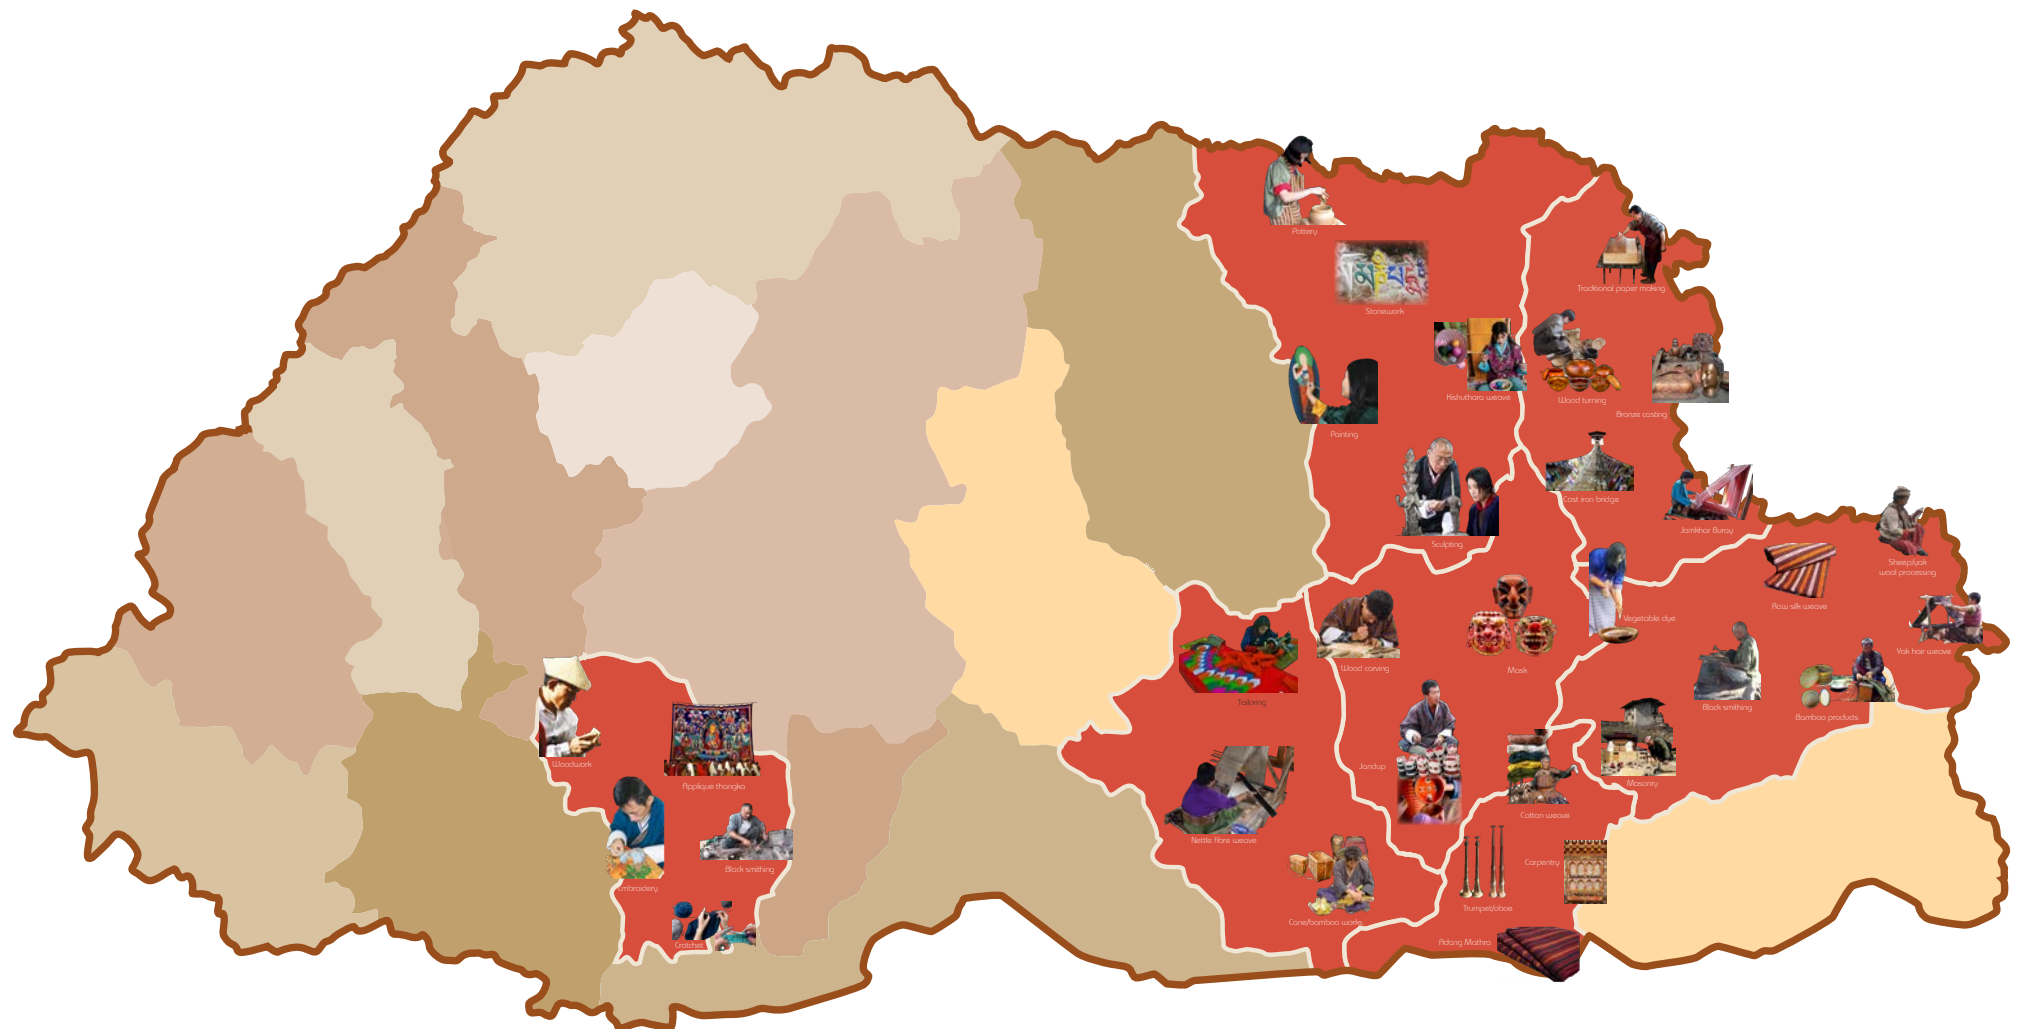 Pottery
Stonework
Traditional paper making
Kishuthara weave
Wood turning
Bronze casting
Painting
Cast iron bridge
Jamkhar Buray
Sculpting
Sheep/yak
wool processing
Raw silk weave
Vegetable dye
Yak hair weave
Wood carving
Mask
Tailoring
Black smithing
Bamboo products
Woodwork
Applique thangka
Jandup
Masonry
Cotton weave
Nettle fibre weave
Black smithing
Carpentry
Embroidery
Trumpet/oboe
Cane/bamboo works
Crotchet
Adang Mathra